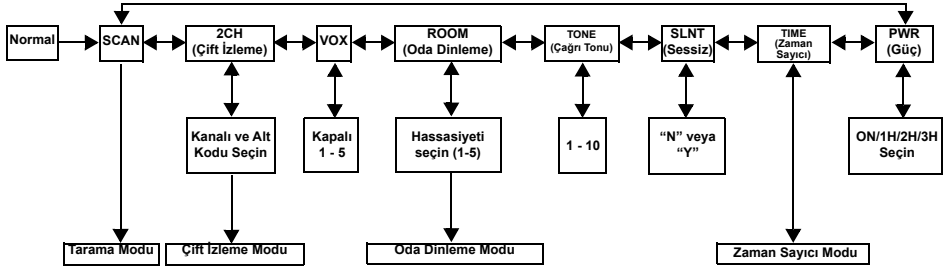 Normal
SCAN
2CH
(Çift İzleme)
VOX
ROOM
(Oda Dinleme)
TONE
(Çağrı Tonu)
SLNT
(Sessiz)
TIME
(Zaman
Sayıcı)
PWR
(Güç)
Kanalı ve Alt
Kodu Seçin
Kapalı
1 - 5
Hassasiyeti
seçin (1-5)
1 - 10
“N” veya
“Y”
ON/1H/2H/3H
Seçin
Tarama Modu
Çift İzleme Modu
Oda Dinleme Modu
Zaman Sayıcı Modu